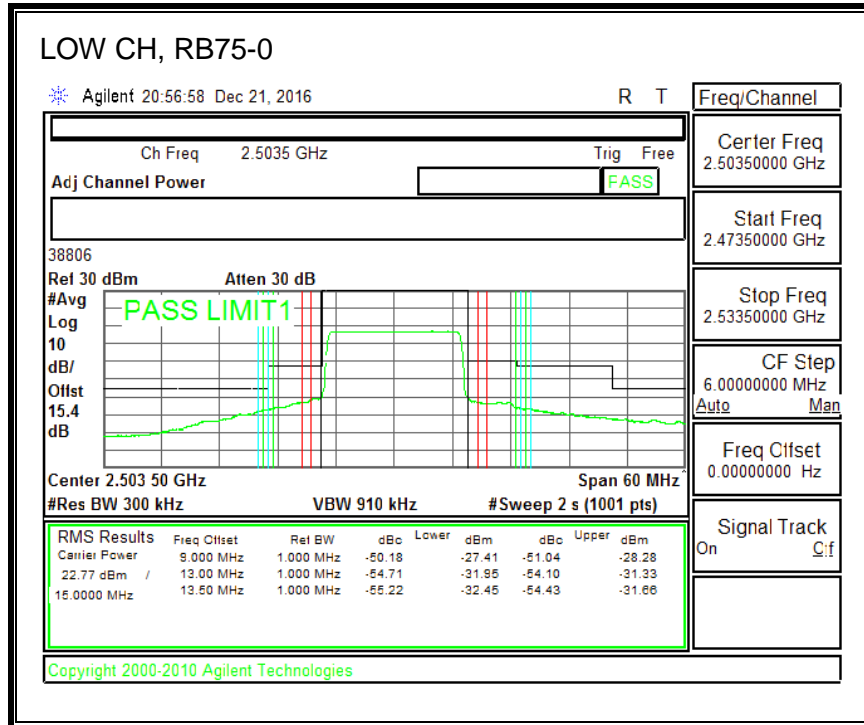 LOW CH, RB75-0
Agilent 20:56:58 Dec 21, 2016 R T
Freq/Channel
Ch Freq 2.5035 GHz Trig Free
Adj Channel Power PASS
Center Freq
2.50350000 GHz
Start Freq
2.47350000 GHz
Stop Freq
2.53350000 GHz
CF Step
6.00000000 MHz
Auto Man
Freq Offset
0.00000000 Hz
Signal Track
On Off
38806
Ref 30 dBm Atten 30 dB
#Avg
Log
10
dB/
Offst
15.4
dB
PASS LIMIT1
Center 2.503 50 GHz Span 60 MHz
#Res BW 300 kHz VBW 910 kHz #Sweep 2 s (1001 pts)
RMS Results Freq Offset Ref BW dBc Lower dBm dBc Upper dBm
Carrier Power 9.000 MHz 1.000 MHz -50.18 -27.41 -51.04 -28.28
22.77 dBm / 13.00 MHz 1.000 MHz -54.71 -31.95 -54.10 -31.33
15.0000 MHz 13.50 MHz 1.000 MHz -55.22 -32.45 -54.43 -31.66
Copyright 2000-2010 Agilent Technologies